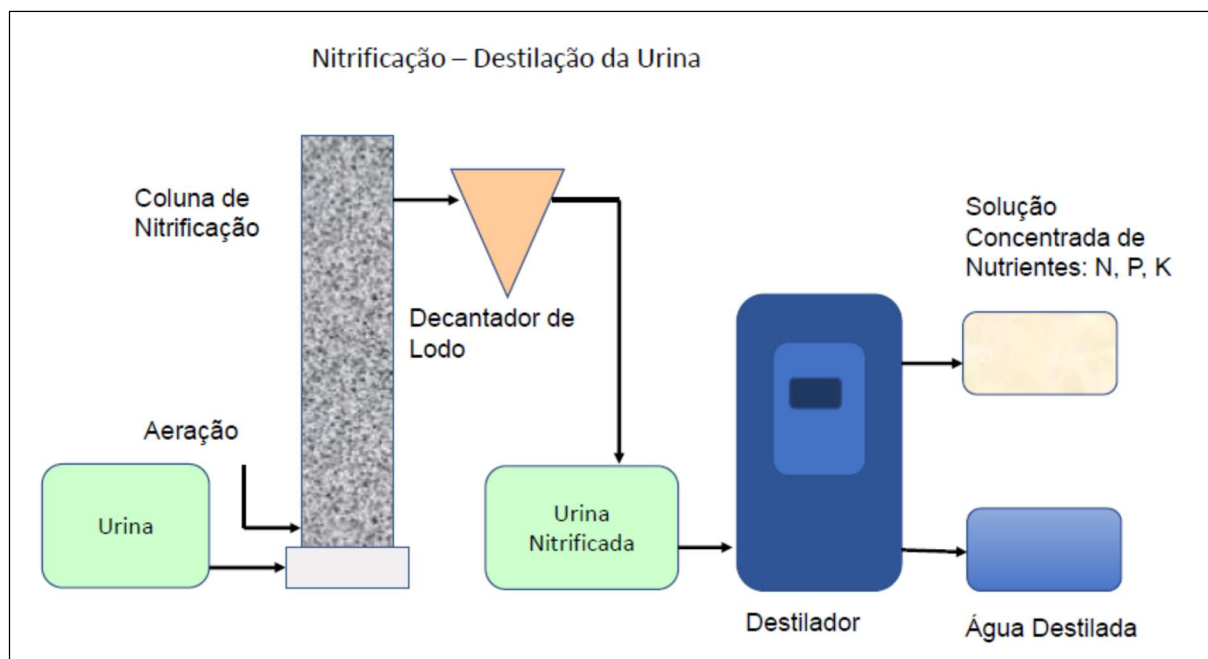 Nitrificação – Destilação da Urina
Coluna de
Nitrificação
Decantador de
Lodo
Aeração
Urina
Urina
Nitrificada
Solução
Concentrada de
Nutrientes: N, P, K
Destilador
Água Destilada